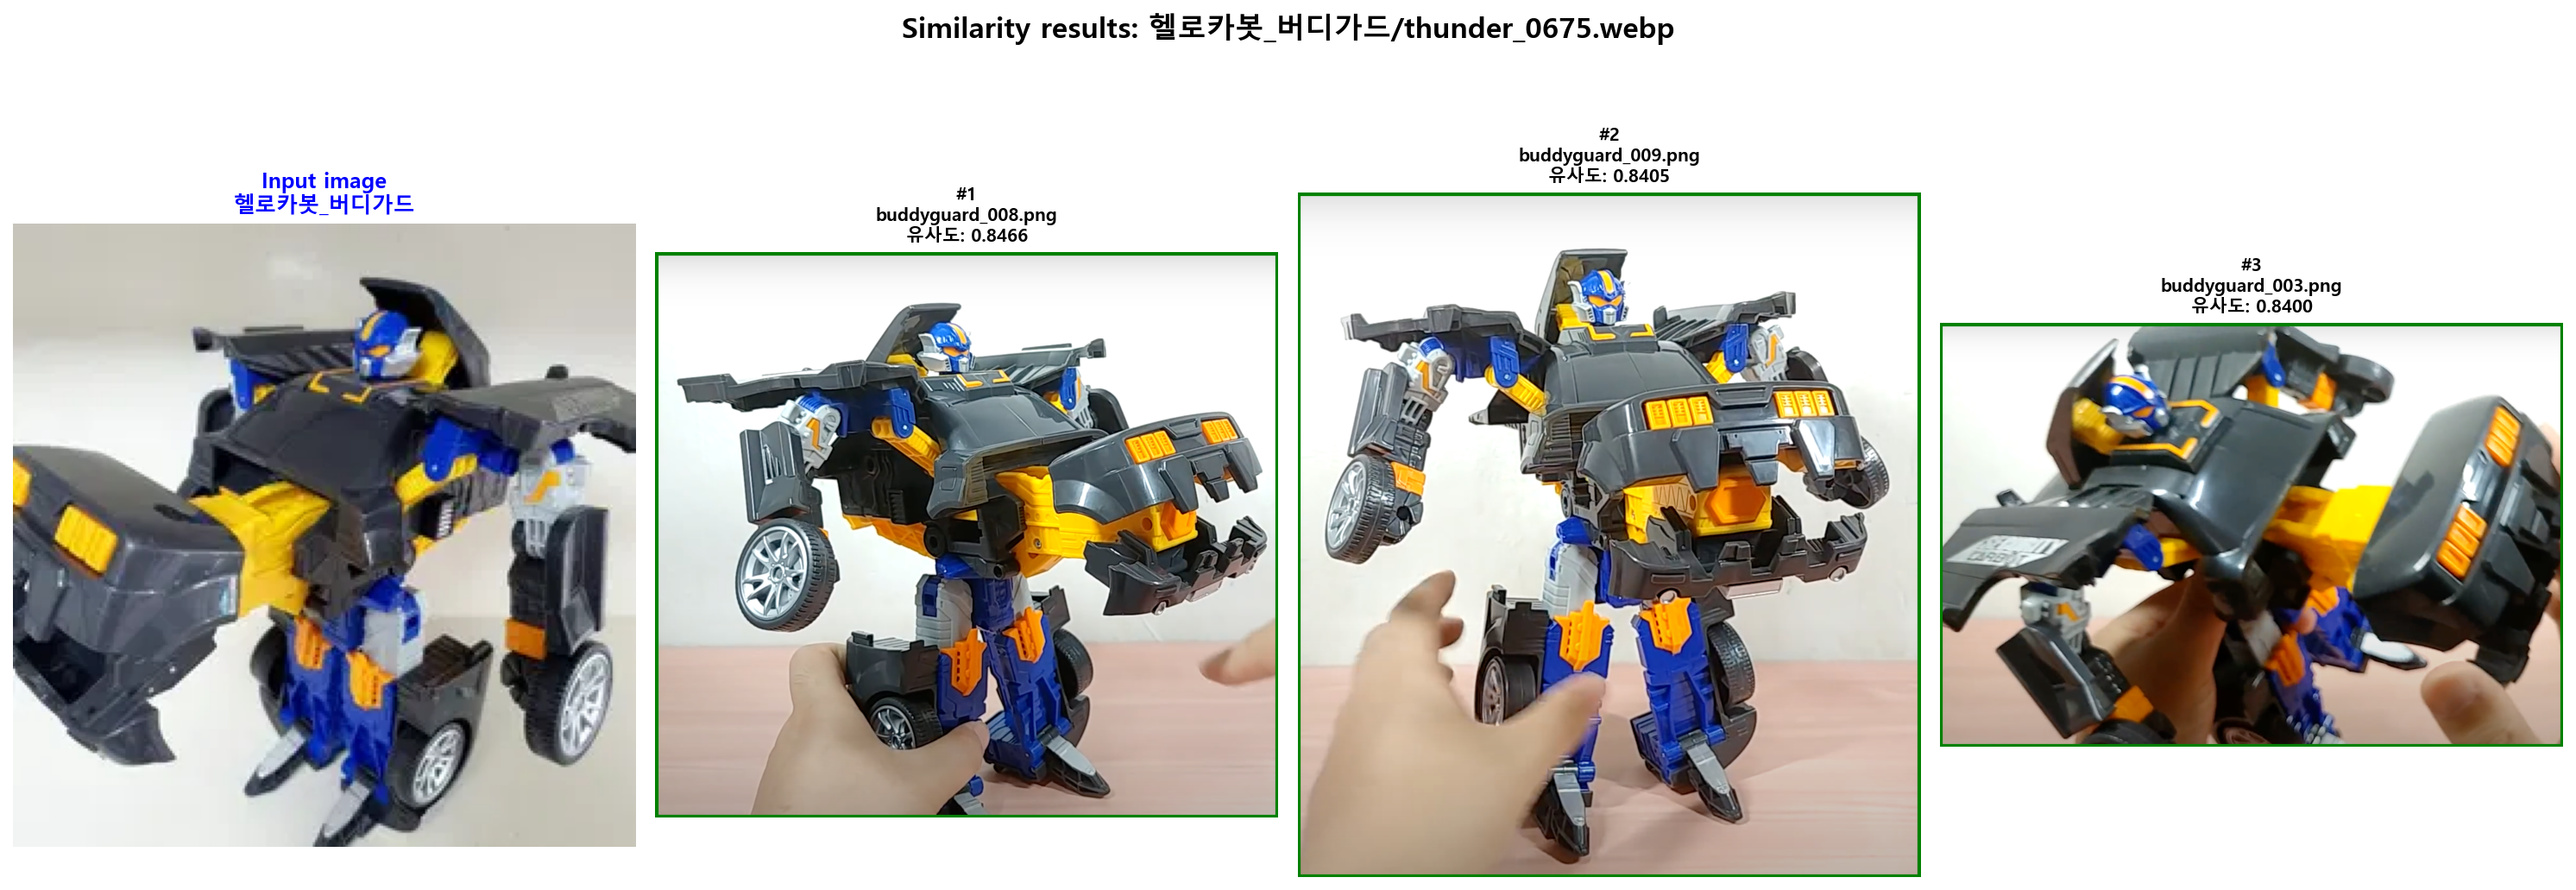 Similarity results: 헬로카봇_버디가드/thunder_0675.webp
Input image
헬로카봇_버디가드
#1
buddyguard_008.png
유사도: 0.8466
#2
buddyguard_009.png
유사도: 0.8405
#3
buddyguard_003.png
유사도: 0.8400